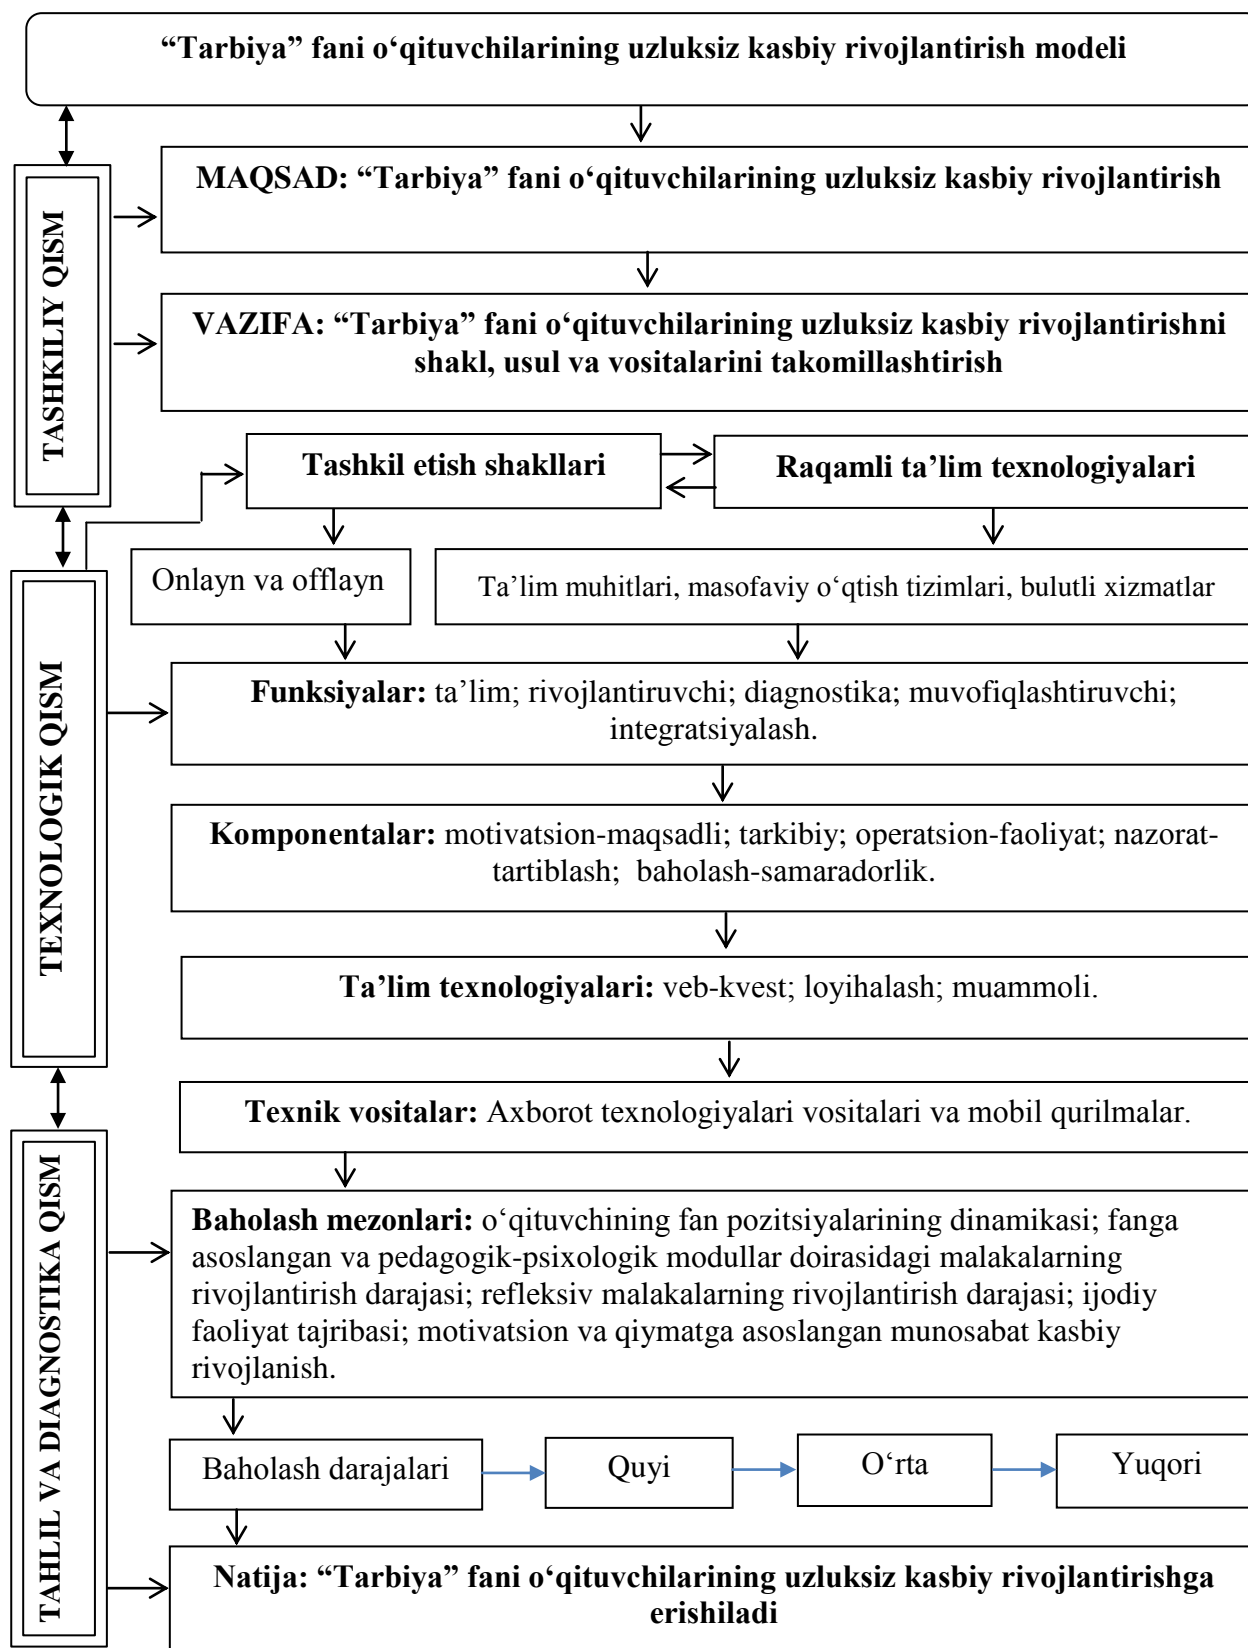 “Tarbiya” fani o‘qituvchilarining uzluksiz kasbiy rivojlantirish modeli
TASHKILIY QISM
MAQSAD: “Tarbiya” fani o‘qituvchilarining uzluksiz kasbiy rivojlantirish
VAZIFA: “Tarbiya” fani o‘qituvchilarining uzluksiz kasbiy rivojlantirishni
shakl, usul va vositalarini takomillashtirish
TEXNOLOGIK QISM
Tashkil etish shakllari
Raqamli ta’lim texnologiyalari
Onlayn va offlayn
Ta’lim muhitlari, masofaviy o‘qtish tizimlari, bulutli xizmatlar
Funksiyalar: ta’lim; rivojlantiruvchi; diagnostika; muvofiqlashtiruvchi;
integratsiyalash.
Komponentalar: motivatsion-maqsadli; tarkibiy; operatsion-faoliyat; nazorat-
tartiblash; baholash-samaradorlik.
Ta’lim texnologiyalari: veb-kvest; loyihalash; muammoli.
Texnik vositalar: Axborot texnologiyalari vositalari va mobil qurilmalar.
TAHLIL VA DIAGNOSTIKA QISM
Baholash mezonlari: o‘qituvchining fan pozitsiyalarining dinamikasi; fanga
asoslangan va pedagogik-psixologik modullar doirasidagi malakalarning
rivojlantirish darajasi; refleksiv malakalarning rivojlantirish darajasi; ijodiy
faoliyat tajribasi; motivatsion va qiymatga asoslangan munosabat kasbiy
rivojlanish.
Baholash darajalari
Quyi
O‘rta
Yuqori
Natija: “Tarbiya” fani o‘qituvchilarining uzluksiz kasbiy rivojlantirishga
erishiladi